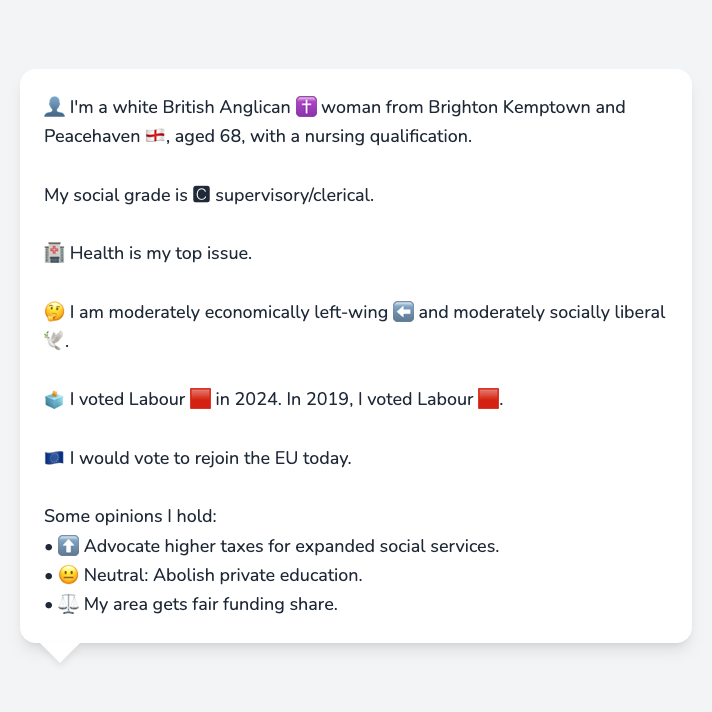 👤 I'm a white British Anglican ✝️ woman from Brighton Kemptown and
Peacehaven 🏴󠁧󠁢󠁥󠁮󠁧󠁿, aged 68, with a nursing qualification.
My social grade is 🅲 supervisory/clerical.
🏥 Health is my top issue.
🤔 I am moderately economically left-wing ⬅️ and moderately socially liberal
🕊️.
🗳️ I voted Labour 🟥 in 2024. In 2019, I voted Labour 🟥.
🇪🇺 I would vote to rejoin the EU today.
Some opinions I hold:
• ⬆️ Advocate higher taxes for expanded social services.
• 😐 Neutral: Abolish private education.
• ⚖️ My area gets fair funding share.